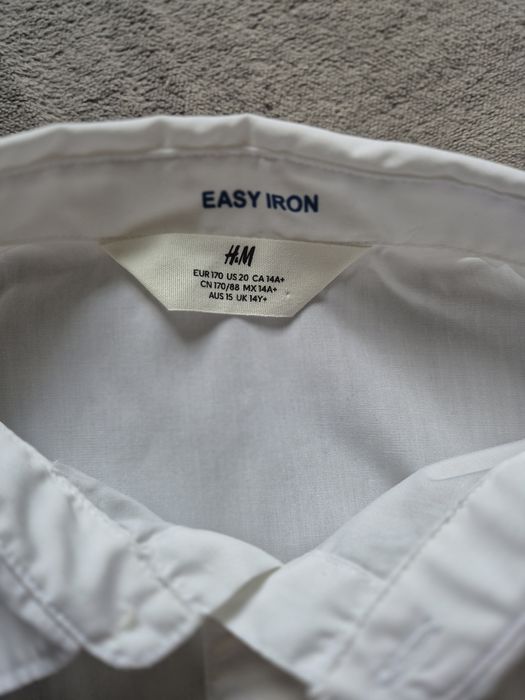 EASY IRON
H&M
EUR 170 US 20 CA 14A+
CN 170/88 MX 14A+
AUS 15 UK 14Y+